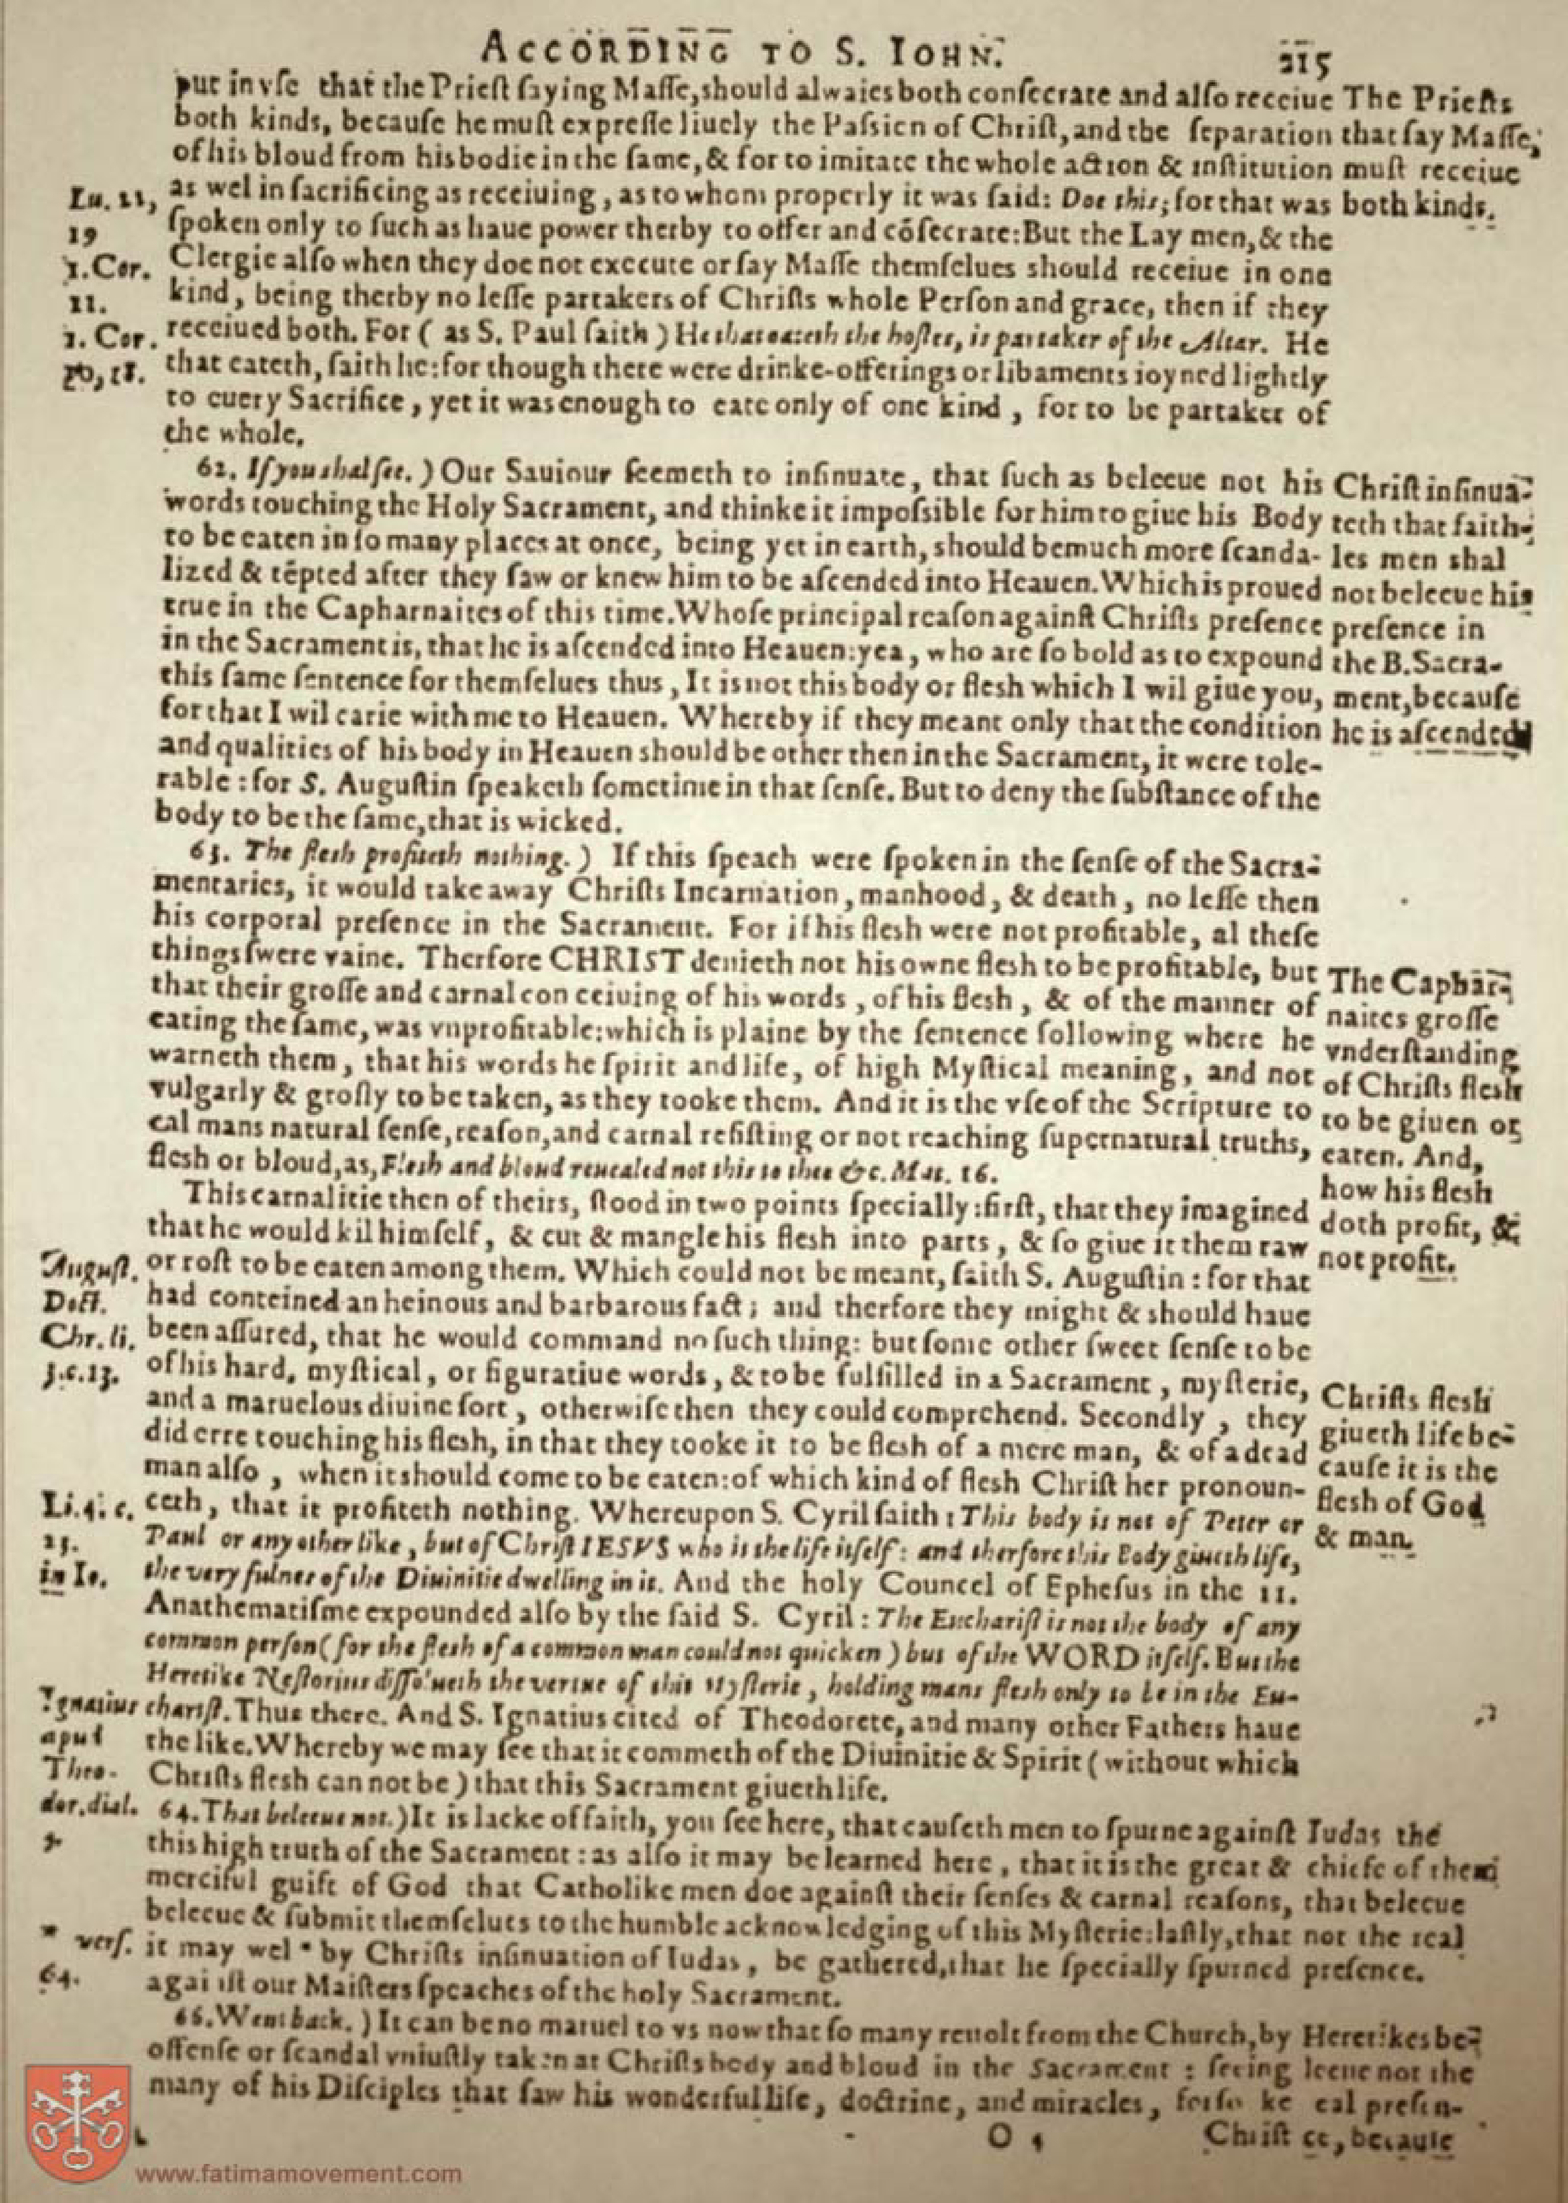 ACCORDING TO S. IOHN. 215
put in vſe that the Prieſt ſaying Maſſe, ſhould alwaies both conſecrate and alſo receiue
both kinds, becauſe he muſt expreſſe liuely the Paſsion of Chriſt, and the ſeparation
of his bloud from his bodie in the ſame, & for to imitate the whole action & inſtitution
as wel in ſacrificing as receiuing, as to whom properly it was ſaid: Doe this; for that was
ſpoken only to ſuch as haue power therby to offer and cõſecrate: But the Lay men, & the
Clergie alſo when they doe not execute or ſay Maſſe themſelues ſhould receiue in one
kind, being therby no leſſe partakers of Chriſts whole Perſon and grace, then if they
receiued both. For ( as S. Paul ſaith ) He that eateth the hoſtes, is partaker of the Altar. He
that eateth, ſaith he: for though there were drinke-offerings or libaments ioyned lightly
to euery Sacrifice, yet it was enough to eate only of one kind, for to be partaker of
the whole.
The Prieſts
that ſay Maſſe,
muſt receiue
both kinds.
Lu. 22,
19
1. Cor.
11.
1. Cor.
10, 18.
62. If you shal ſee. ) Our Sauiour ſeemeth to inſinuate, that ſuch as beleeue not his
words touching the Holy Sacrament, and thinke it impoſsible for him to giue his Body
to be eaten in ſo many places at once, being yet in earth, should be much more ſcanda-
lized & tẽpted after they ſaw or knew him to be aſcended into Heauen. Which is proued
true in the Capharnaites of this time. Whoſe principal reaſon againſt Chriſts preſence
in the Sacrament is, that he is aſcended into Heauen: yea, who are ſo bold as to expound
this ſame ſentence for themſelues thus, It is not this body or flesh which I wil giue you,
for that I wil carie with me to Heauen. Whereby if they meant only that the condition
and qualities of his body in Heauen should be other then in the Sacrament, it were tole-
rable: for S. Auguſtin ſpeaketh ſometime in that ſenſe. But to deny the ſubſtance of the
body to be the ſame, that is wicked.
Chriſt inſinua-
teth that faith-
les men shal
not beleeue his
preſence in
the B. Sacra-
ment, becauſe
he is aſcended
63. The flesh profiteth nothing. ) If this ſpeach were ſpoken in the ſenſe of the Sacra-
mentaries, it would take away Chriſts Incarnation, manhood, & death, no leſſe then
his corporal preſence in the Sacrament. For if his flesh were not profitable, al theſe
things were vaine. Therfore CHRIST denieth not his owne flesh to be profitable, but
that their groſſe and carnal conceiuing of his words, of his flesh, & of the manner of
eating the ſame, was vnprofitable: which is plaine by the ſentence following where he
warneth them, that his words be ſpirit and life, of high Myſtical meaning, and not
vulgarly & groſly to be taken, as they tooke them. And it is the vſe of the Scripture to
cal mans natural ſenſe, reaſon, and carnal reſiſting or not reaching ſupernatural truths,
flesh or bloud, as, Flesh and bloud reuealed not this to thee &c. Mat. 16.
The Caphar-
naites groſſe
vnderſtanding
of Chriſts flesh
to be giuen or
eaten. And,
how his flesh
doth profit, &
not profit.
This carnalitie then of theirs, ſtood in two points ſpecially: firſt, that they imagined
that he would kil himſelf, & cut & mangle his flesh into parts, & ſo giue it them raw
or roſt to be eaten among them. Which could not be meant, ſaith S. Auguſtin: for that
had conteined an heinous and barbarous fact; and therfore they might & should haue
been aſſured, that he would command no ſuch thing: but ſome other ſweet ſenſe to be
of his hard, myſtical, or figuratiue words, & to be fulfilled in a Sacrament, myſterie,
and a maruelous diuine ſort, otherwiſe then they could comprehend. Secondly, they
did erre touching his flesh, in that they tooke it to be flesh of a mere man, & of a dead
man alſo, when it should come to be eaten: of which kind of flesh Chriſt her pronoun-
ceth, that it profiteth nothing. Whereupon S. Cyril ſaith: This body is not of Peter or
Paul or any other like, but of Chriſt IESVS who is the life itſelf: and therfore this Body giueth life,
the very fulnes of the Diuinitie dwelling in it. And the holy Councel of Epheſus in the 11.
Anathematiſme expounded alſo by the ſaid S. Cyril: The Euchariſt is not the body of any
common perſon ( for the flesh of a common man could not quicken ) but of the WORD itſelf. But the
Heretike Neſtorius diſſolueth the vertue of this Myſterie, holding mans flesh only to be in the Eu-
chariſt. Thus there. And S. Ignatius cited of Theodorete, and many other Fathers haue
the like. Whereby we may ſee that it commeth of the Diuinitie & Spirit ( without which
Chriſts flesh can not be ) that this Sacrament giueth life.
Auguſt.
Doct.
Chr. li.
3. c. 13.
Chriſts flesh
giueth life be-
cauſe it is the
flesh of God
& man.
Li. 4. c.
23.
in Io.
Ignatius
apud
Theo-
dor. dial.
3.
64. That beleeue not. ) It is lacke of faith, you ſee here, that cauſeth men to ſpurne againſt
this high truth of the Sacrament: as alſo it may be learned here, that it is the great &
merciful guift of God that Catholike men doe againſt their ſenſes & carnal reaſons,
beleeue & ſubmit themſelues to the humble acknowledging of this Myſterie: laſtly, that
it may wel * by Chriſts inſinuation of Iudas, be gathered, that he ſpecially ſpurned
againſt our Maiſters ſpeaches of the holy Sacrament.
Iudas the
chiefe of them
that beleeue
not the real
preſence.
* verſ.
64.
66. Went back. ) It can be no maruel to vs now that ſo many reuolt from the Church, by
offenſe or ſcandal vniuſtly taken at Chriſts body and bloud in the Sacrament: ſeeing
many of his Diſciples that ſaw his wonderful life, doctrine, and miracles, forſo ke
Heretikes be-
leeue not the
eal preſen-
ce, becauſe
O 4
Chriſt
www.fatimamovement.com